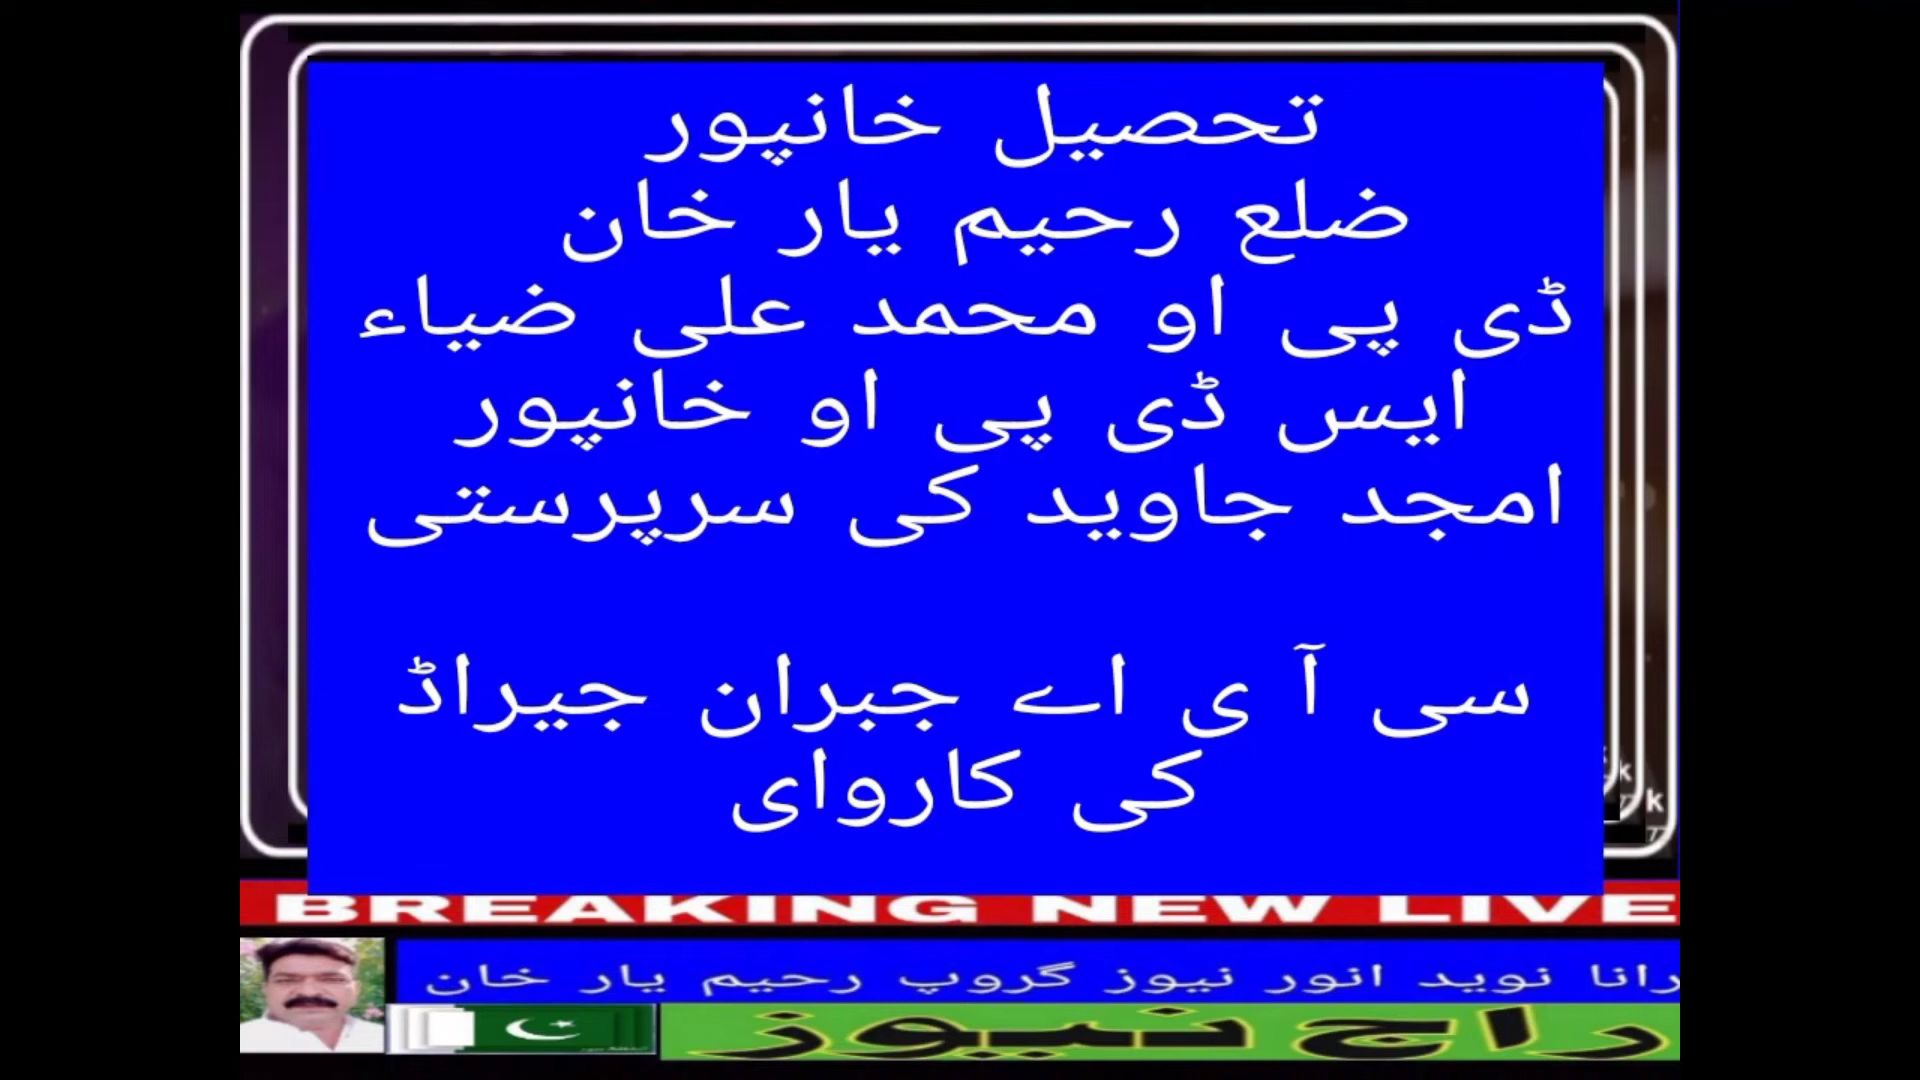 تحصیل خانپور
ضلع رحیم یار خان
ڈی پی او محمد علی ضیاء
ایس ڈی پی او خانپور
امجد جاوید کی سرپرستی
سی آ ی اے جبران جیراڈ
کی کاروای
BREAKING NEW LIVE
رانا نوید انور نیوز گروپ رحیم یار خان
راج نیوز